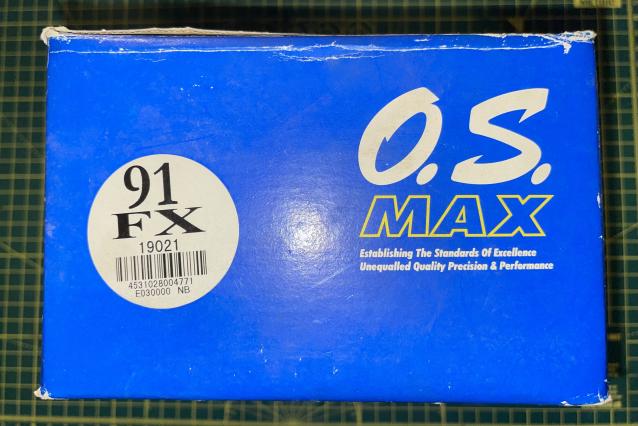 91
FX
19021
4531028004771
E030000 NB
O.S.
MAX
Establishing The Standards Of Excellence
Unequalled Quality Precision & Performance